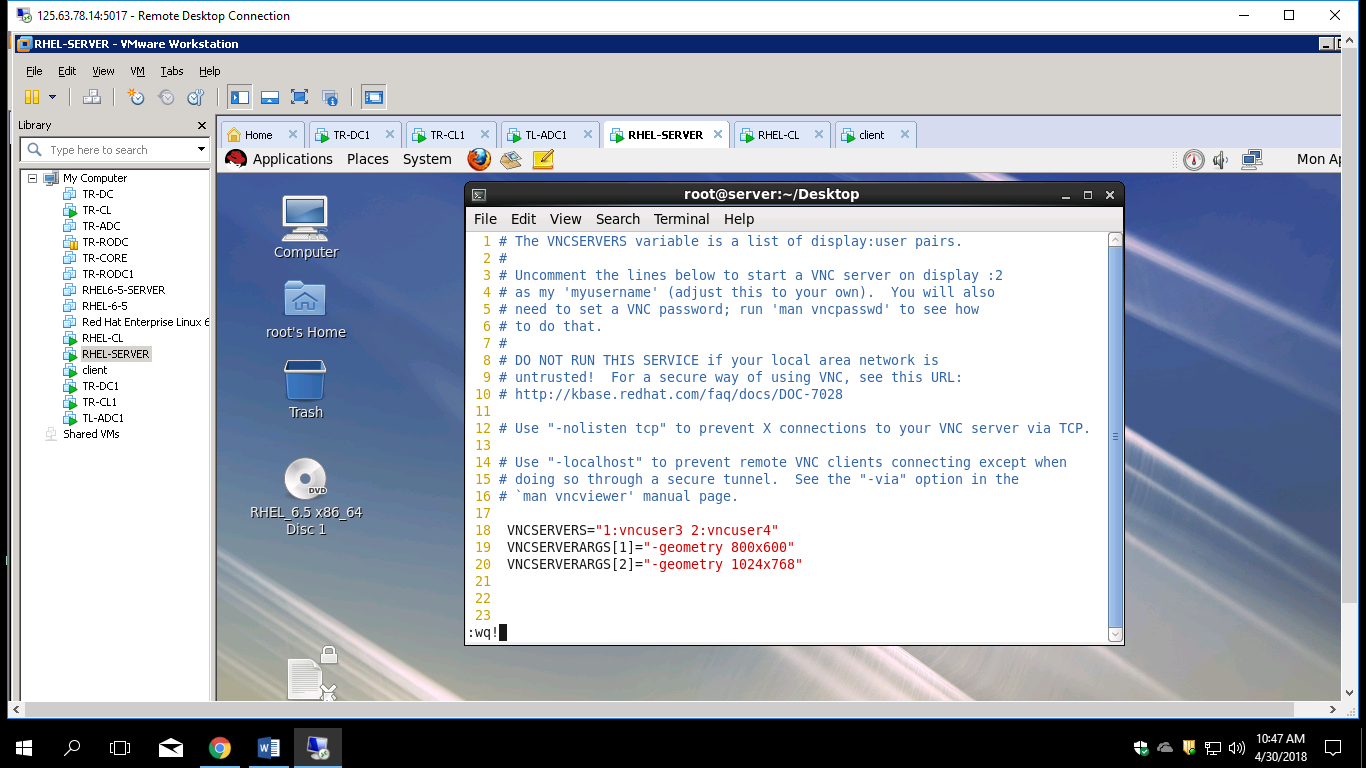 125.63.78.14:5017 - Remote Desktop Connection
RHEL-SERVER - VMware Workstation
File Edit View VM Tabs Help
Library
Type here to search
My Computer
TR-DC
TR-CL
TR-ADC
TR-RODC
TR-CORE
TR-RODC1
RHEL6-5-SERVER
RHEL-6-5
Red Hat Enterprise Linux 6
RHEL-CL
RHEL-SERVER
client
TR-DC1
TR-CL1
TL-ADC1
Shared VMs
Home TR-DC1 TR-CL1 TL-ADC1 RHEL-SERVER RHEL-CL client
Applications Places System Mon Ap
Computer
root's Home
Trash
DVD
RHEL_6.5 x86_64
Disc 1
root@server:~/Desktop
File Edit View Search Terminal Help
1 # The VNCSERVERS variable is a list of display:user pairs.
2 #
3 # Uncomment the lines below to start a VNC server on display :2
4 # as my 'myusername' (adjust this to your own).  You will also
5 # need to set a VNC password; run 'man vncpasswd' to see how
6 # to do that.
7 #
8 # DO NOT RUN THIS SERVICE if your local area network is
9 # untrusted!  For a secure way of using VNC, see this URL:
10 # http://kbase.redhat.com/faq/docs/DOC-7028
11
12 # Use "-nolisten tcp" to prevent X connections to your VNC server via TCP.
13
14 # Use "-localhost" to prevent remote VNC clients connecting except when
15 # doing so through a secure tunnel.  See the "-via" option in the
16 # `man vncviewer' manual page.
17
18 VNCSERVERS="1:vncuser3 2:vncuser4"
19 VNCSERVERARGS[1]="-geometry 800x600"
20 VNCSERVERARGS[2]="-geometry 1024x768"
21
22
23
:wq!
10:47 AM
4/30/2018